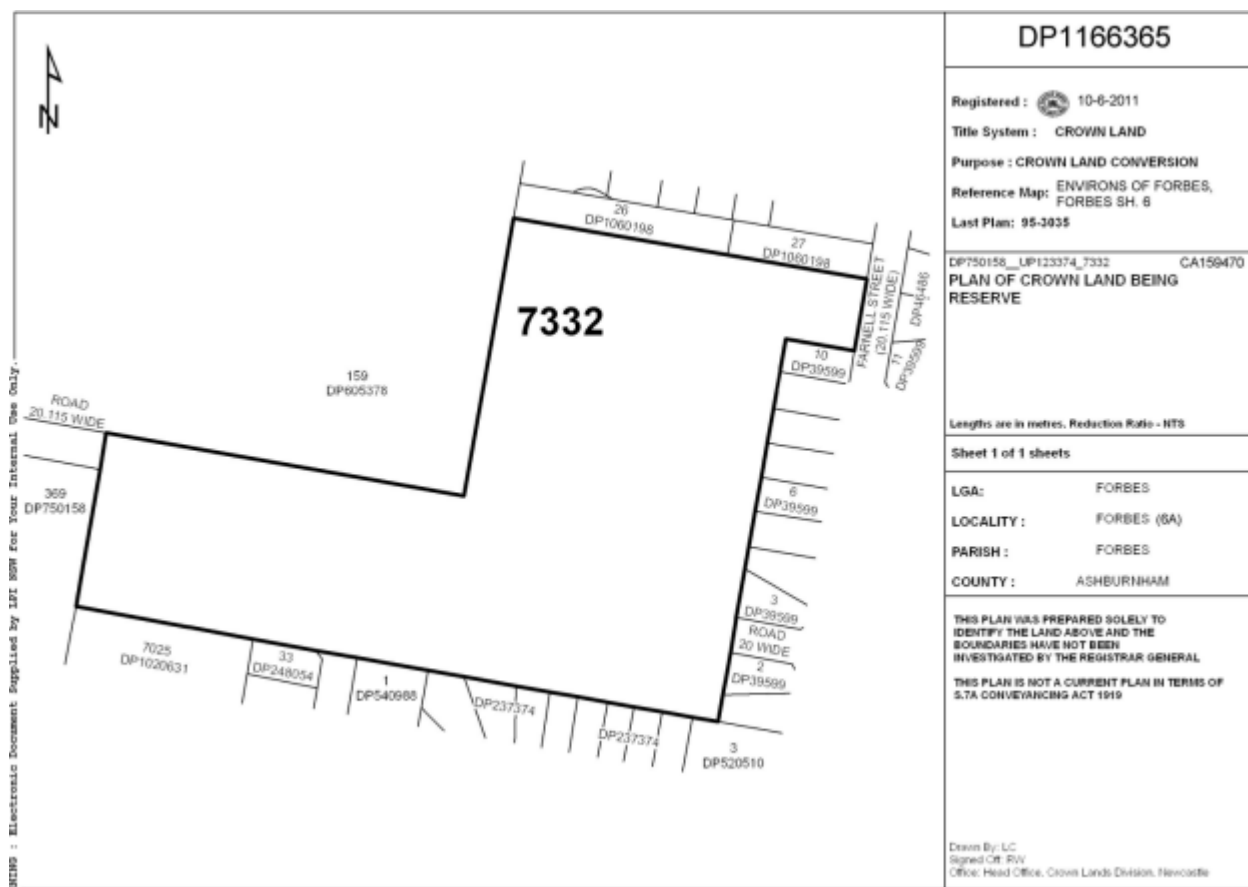 DP1166365
Registered : 10-6-2011
Title System : CROWN LAND
Purpose : CROWN LAND CONVERSION
Reference Map: ENVIRONS OF FORBES,
FORBES SH. 6
Last Plan: 95-3035
DP750158__UP123374_7332 CA159470
PLAN OF CROWN LAND BEING
RESERVE
Lengths are in metres. Reduction Ratio - NTS
Sheet 1 of 1 sheets
LGA: FORBES
LOCALITY : FORBES (6A)
PARISH : FORBES
COUNTY : ASHBURNHAM
THIS PLAN WAS PREPARED SOLELY TO
IDENTIFY THE LAND ABOVE AND THE
BOUNDARIES HAVE NOT BEEN
INVESTIGATED BY THE REGISTRAR GENERAL
THIS PLAN IS NOT A CURRENT PLAN IN TERMS OF
S.7A CONVEYANCING ACT 1919
Drawn By: LC
Signed Off: RW
Office: Head Office, Crown Lands Division, Newcastle
N
26
DP1060198
27
DP1060198
FARNELL STREET
(20.115 WIDE)
DP46486
11
DP39599
7332
10
DP39599
159
DP605378
ROAD
20.115 WIDE
369
DP750158
6
DP39599
3
DP39599
ROAD
20 WIDE
2
DP39599
7025
DP1020631
33
DP248054
1
DP540988
DP237374
DP237374
3
DP520510
: Electronic Document Supplied by LPI NSW for Your Internal Use Only.